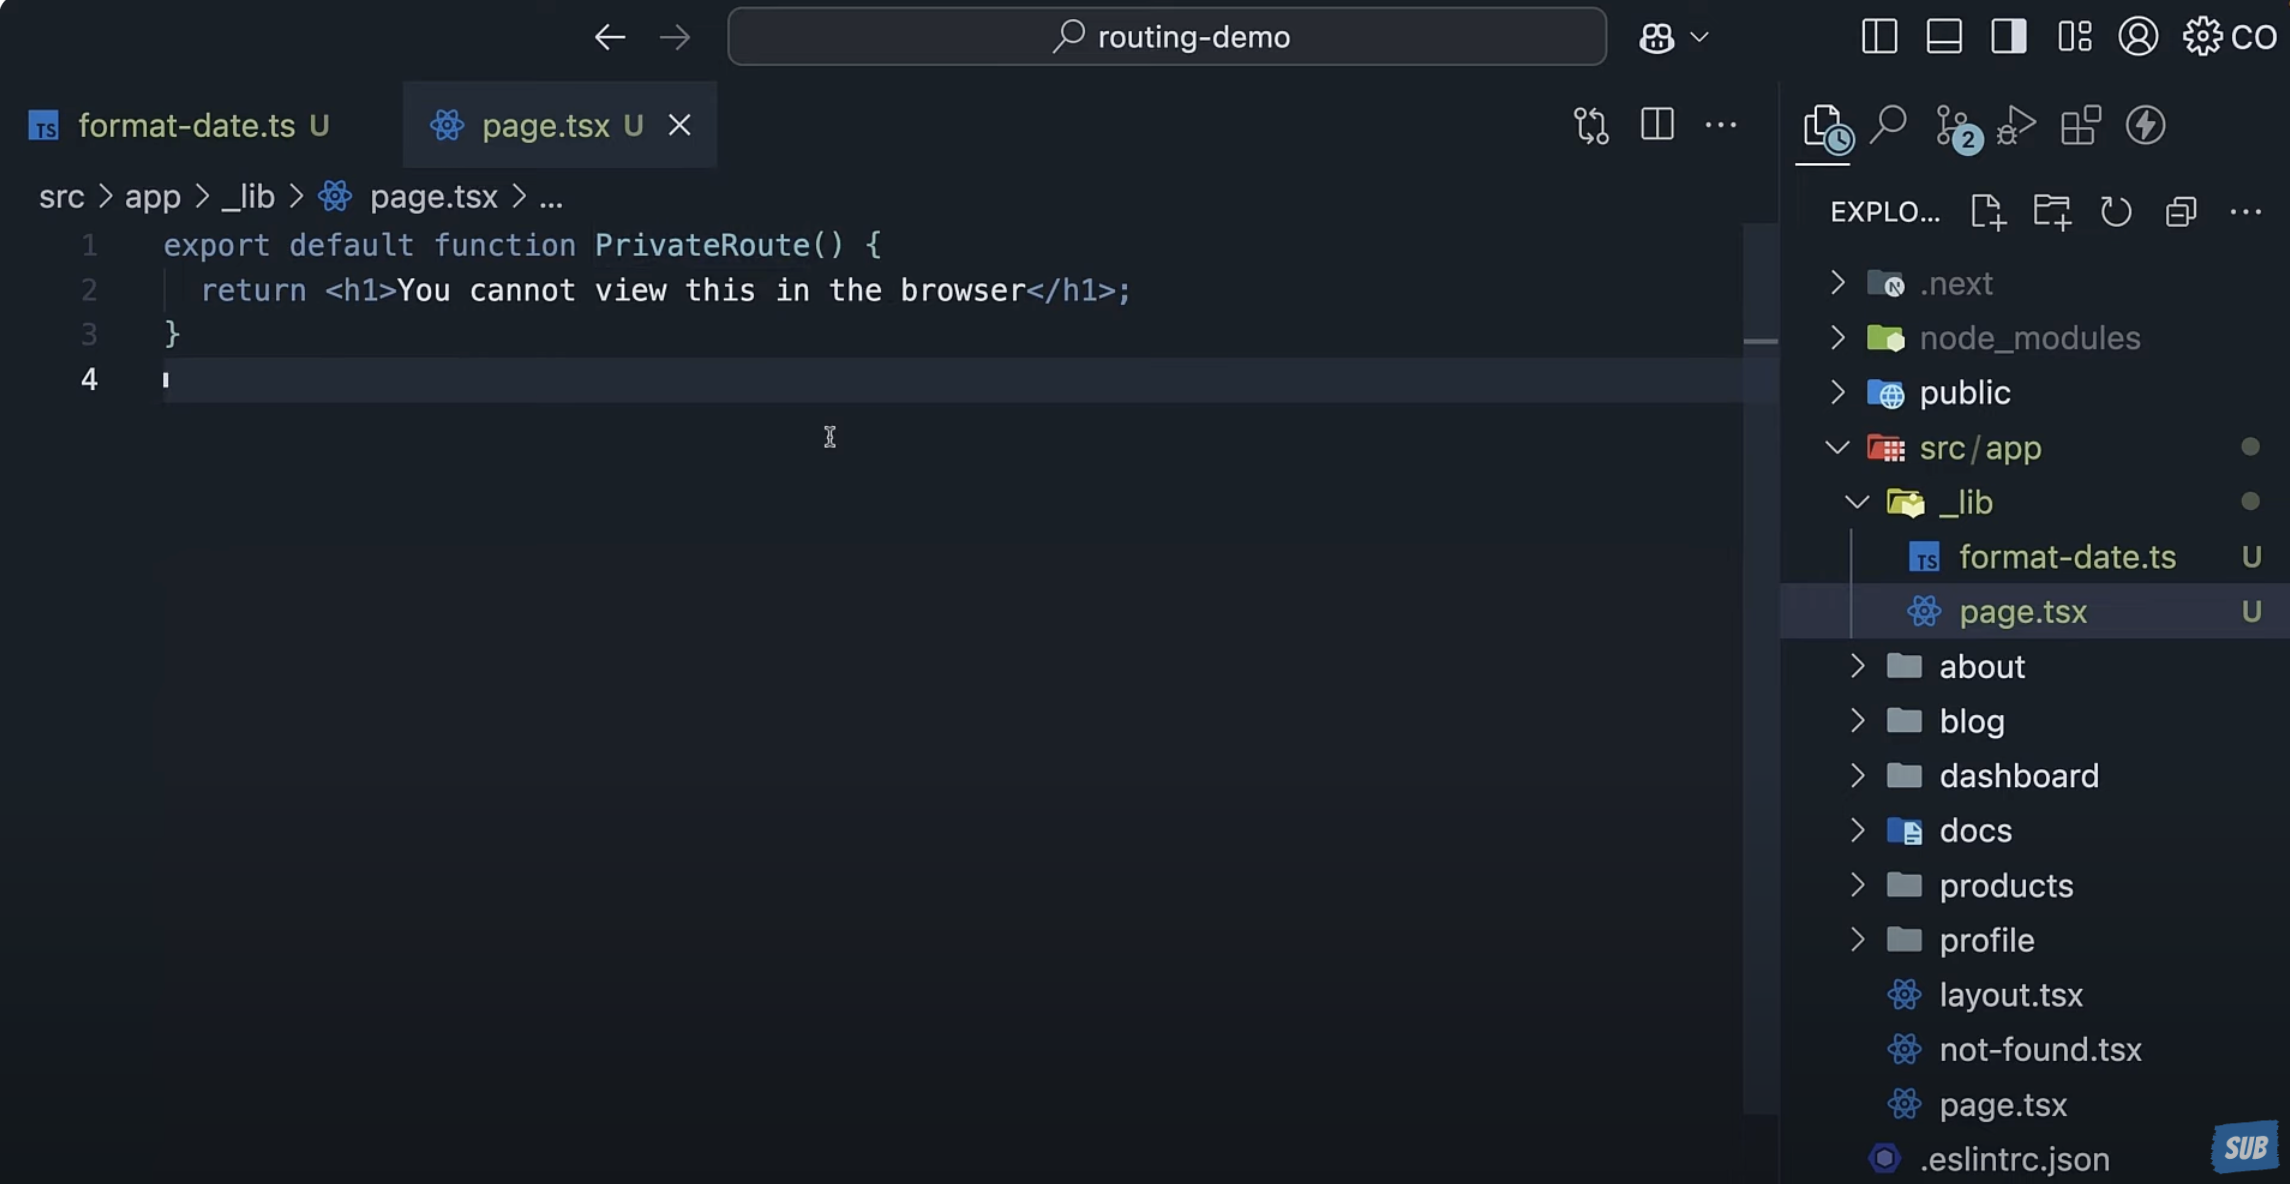 routing-demo
CO
format-date.ts U
page.tsx U
src > app > _lib > page.tsx > ...
1 export default function PrivateRoute() {
2 return <h1>You cannot view this in the browser</h1>;
3 }
4
2
EXPLO...
.next
node_modules
public
src/app
_lib
TS format-date.ts U
page.tsx U
about
blog
dashboard
docs
products
profile
layout.tsx
not-found.tsx
page.tsx
.eslintrc.json
SUB